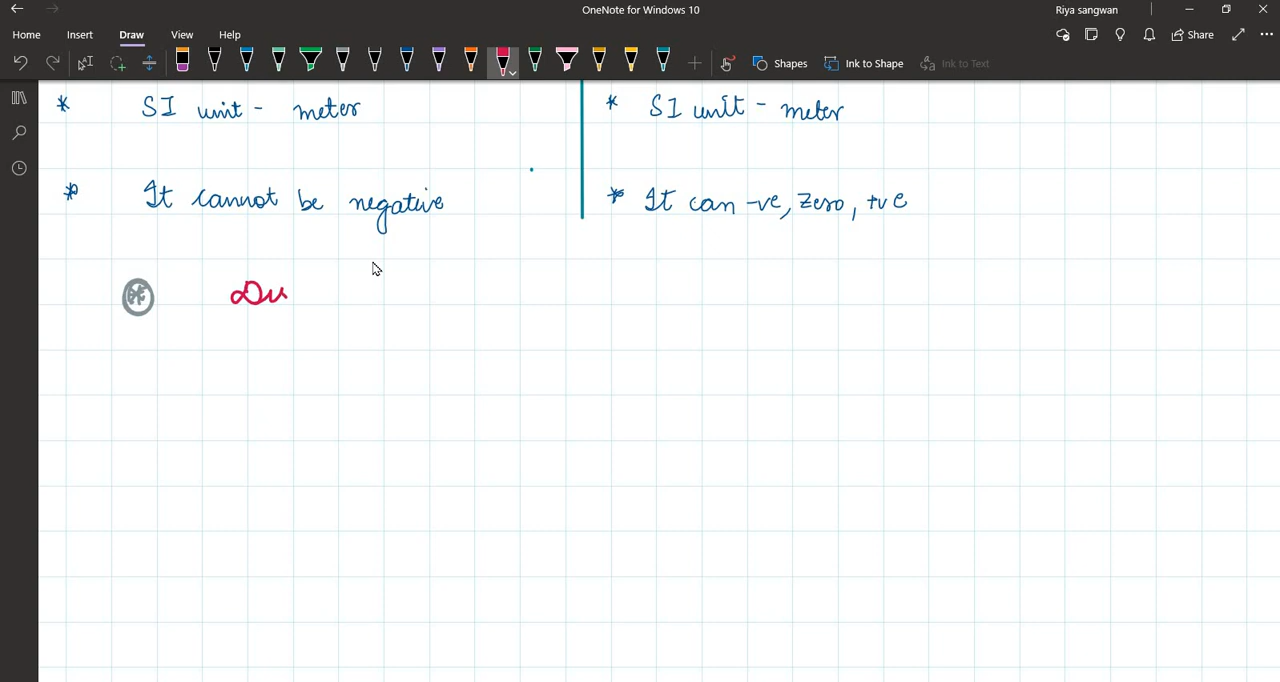 OneNote for Windows 10
Riya sangwan
Home Insert Draw View Help
Share
Shapes Ink to Shape Ink to Text
* SI unit - meter
* SI unit - meter
* It cannot be negative
* It can -ve, zero, +ve
* Du